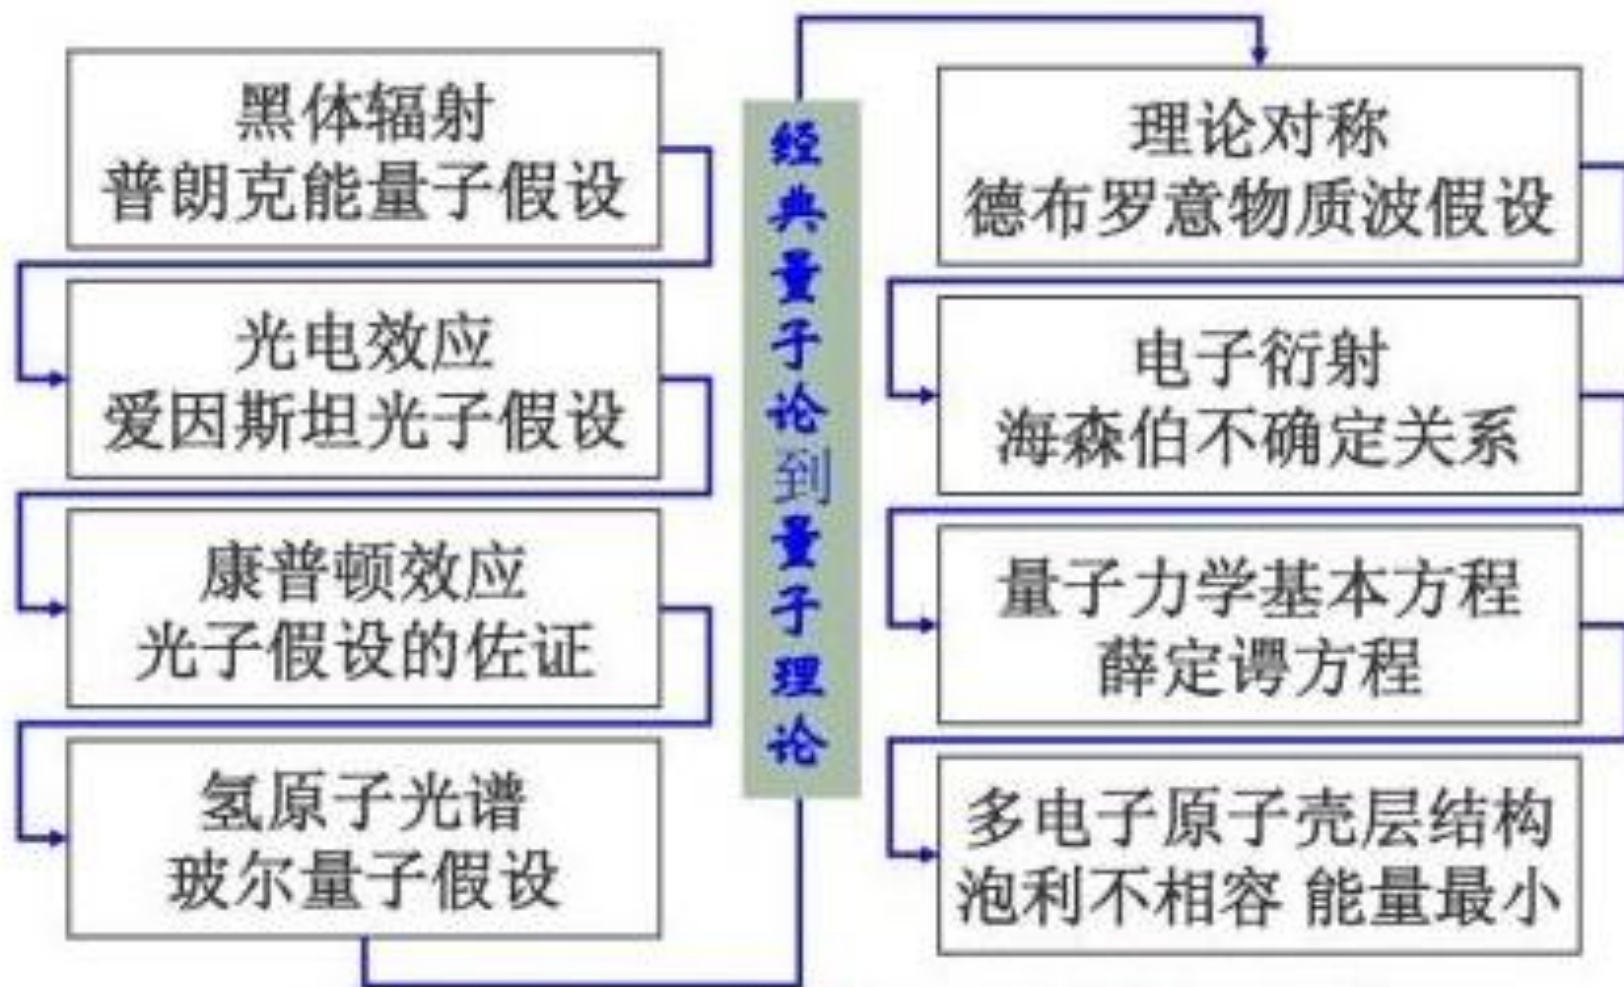 黑体辐射
普朗克能量子假设
光电效应
爱因斯坦光子假设
康普顿效应
光子假设的佐证
氢原子光谱
玻尔量子假设
经典量子论到量子理论
理论对称
德布罗意物质波假设
电子衍射
海森伯不确定关系
量子力学基本方程
薛定谔方程
多电子原子壳层结构
泡利不相容 能量最小